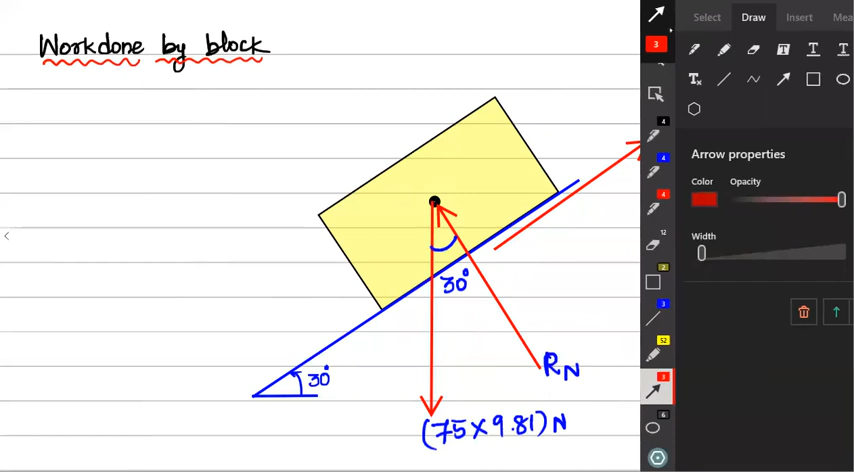 Workdone by block
Select Draw Insert Mea
3
Arrow properties
Color Opacity
Width
4
4
4
12
2
3
52
3
6
30°
30°
RN
(75×9.81) N